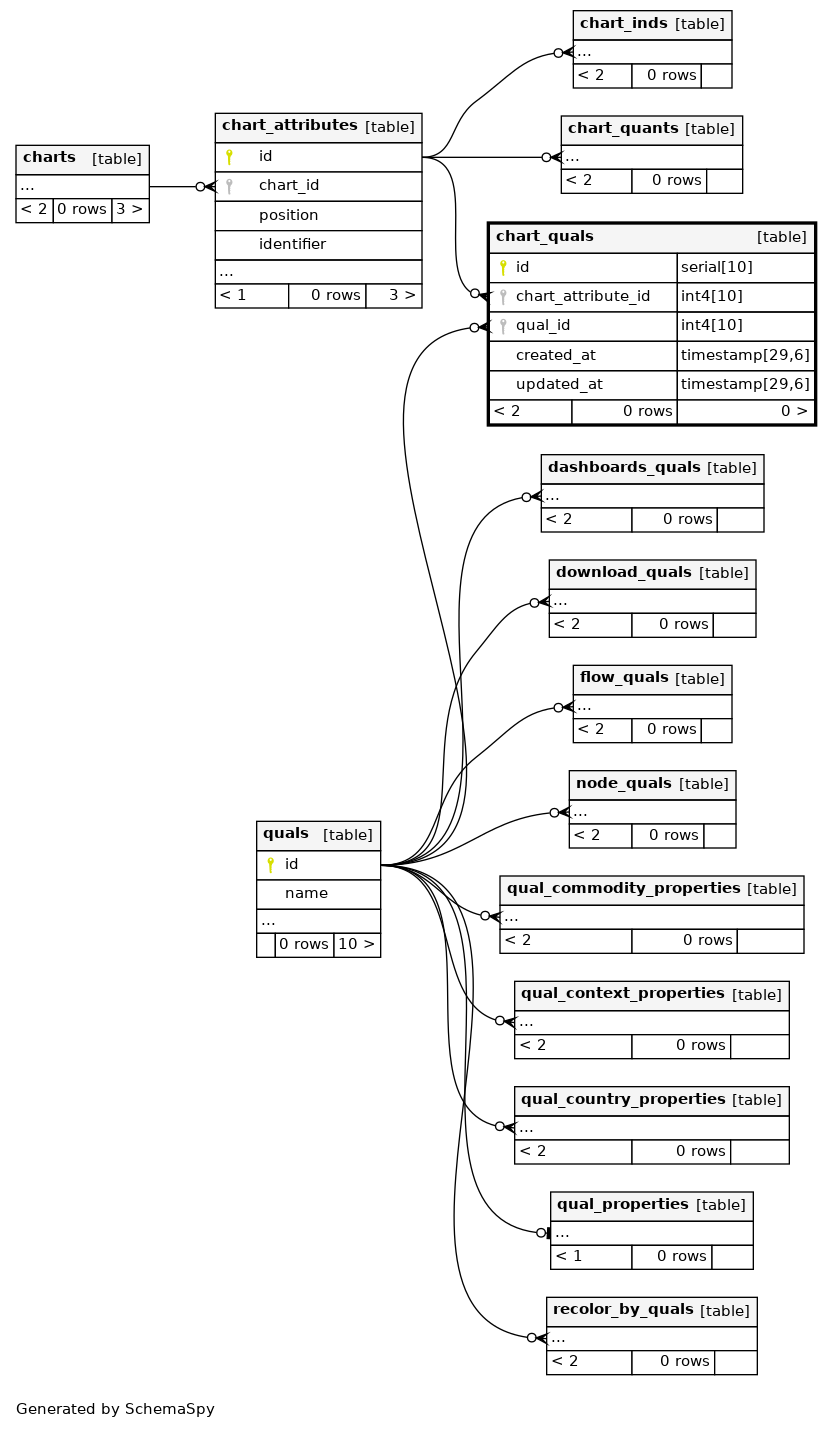 chart_inds [table]
...
< 2 0 rows
chart_attributes [table]
id
chart_id
position
identifier
...
< 1 0 rows 3 >
chart_quants [table]
...
< 2 0 rows
charts [table]
...
< 2 0 rows 3 >
chart_quals [table]
id serial[10]
chart_attribute_id int4[10]
qual_id int4[10]
created_at timestamp[29,6]
updated_at timestamp[29,6]
< 2 0 rows 0 >
dashboards_quals [table]
...
< 2 0 rows
download_quals [table]
...
< 2 0 rows
flow_quals [table]
...
< 2 0 rows
node_quals [table]
...
< 2 0 rows
quals [table]
id
name
...
0 rows 10 >
qual_commodity_properties [table]
...
< 2 0 rows
qual_context_properties [table]
...
< 2 0 rows
qual_country_properties [table]
...
< 2 0 rows
qual_properties [table]
...
< 1 0 rows
recolor_by_quals [table]
...
< 2 0 rows
Generated by SchemaSpy